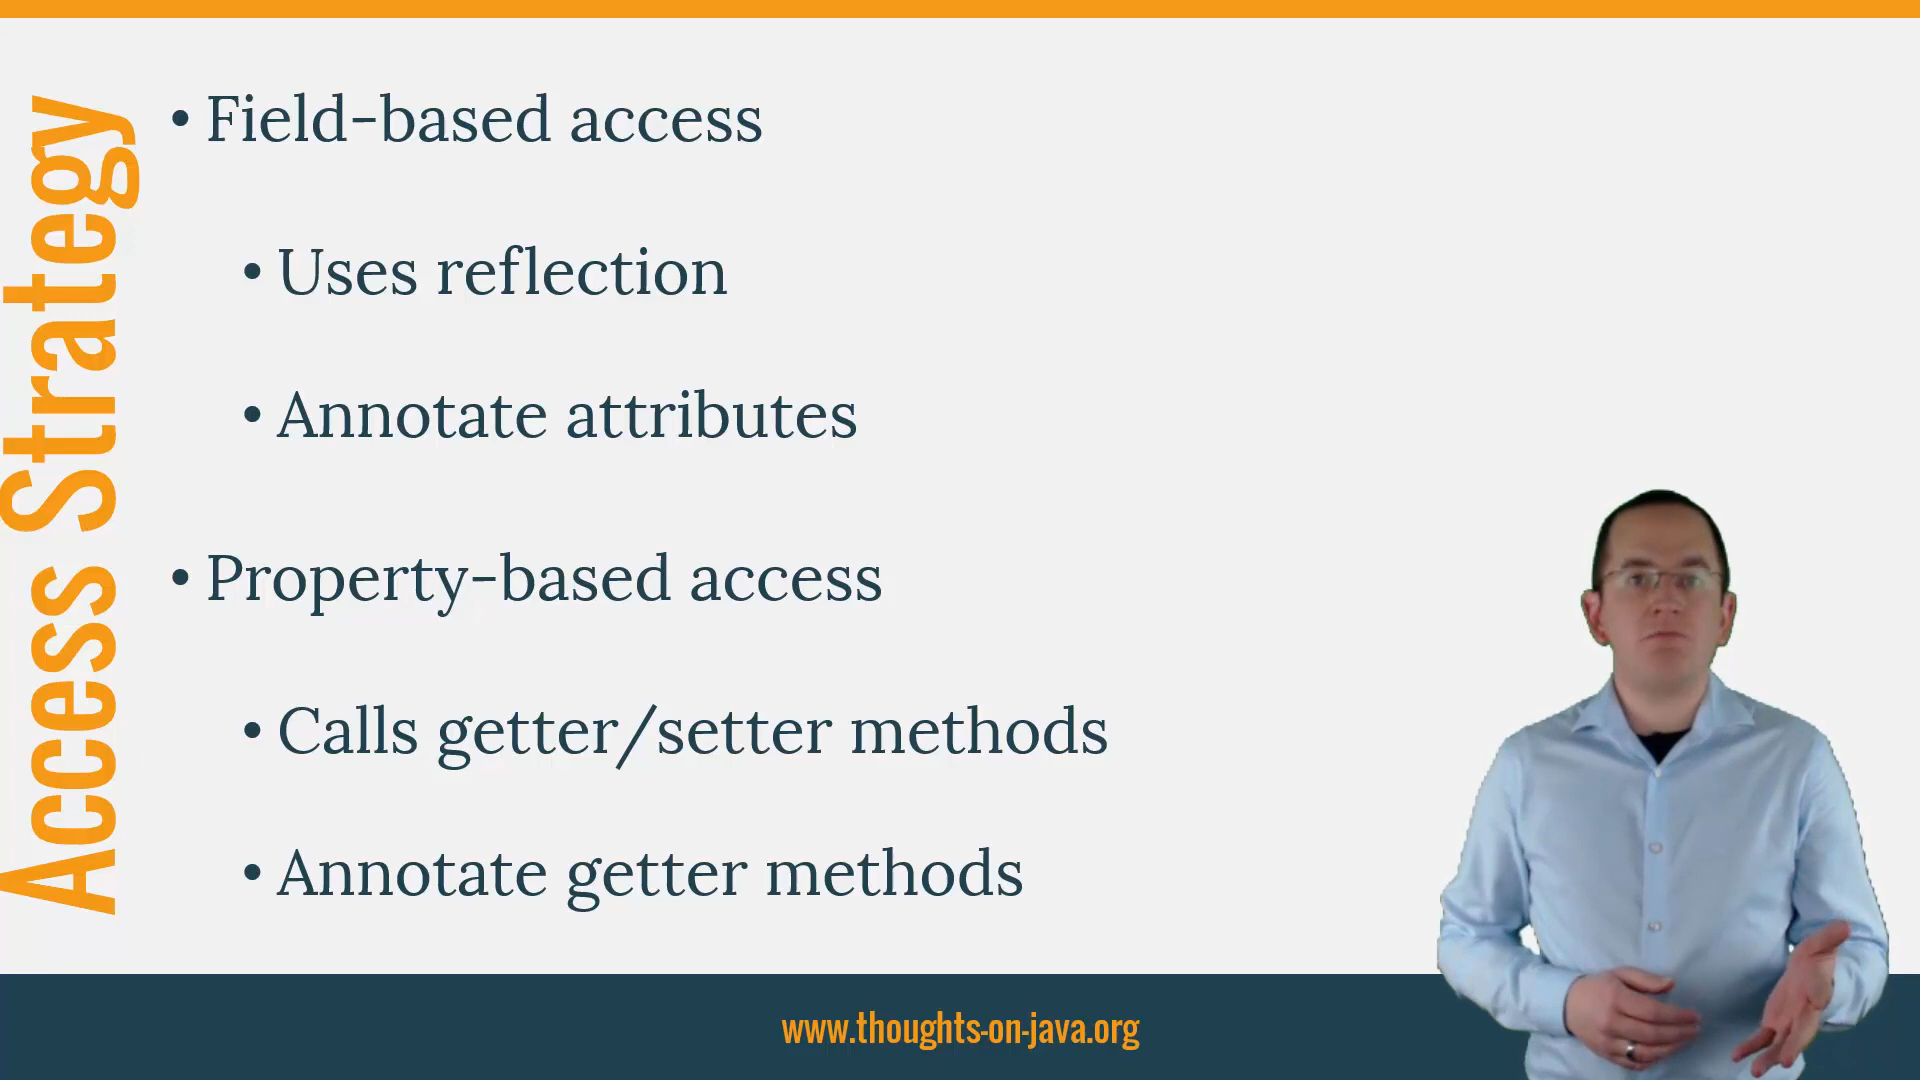 Access Strategy
• Field-based access
• Uses reflection
• Annotate attributes
• Property-based access
• Calls getter/setter methods
• Annotate getter methods
www.thoughts-on-java.org